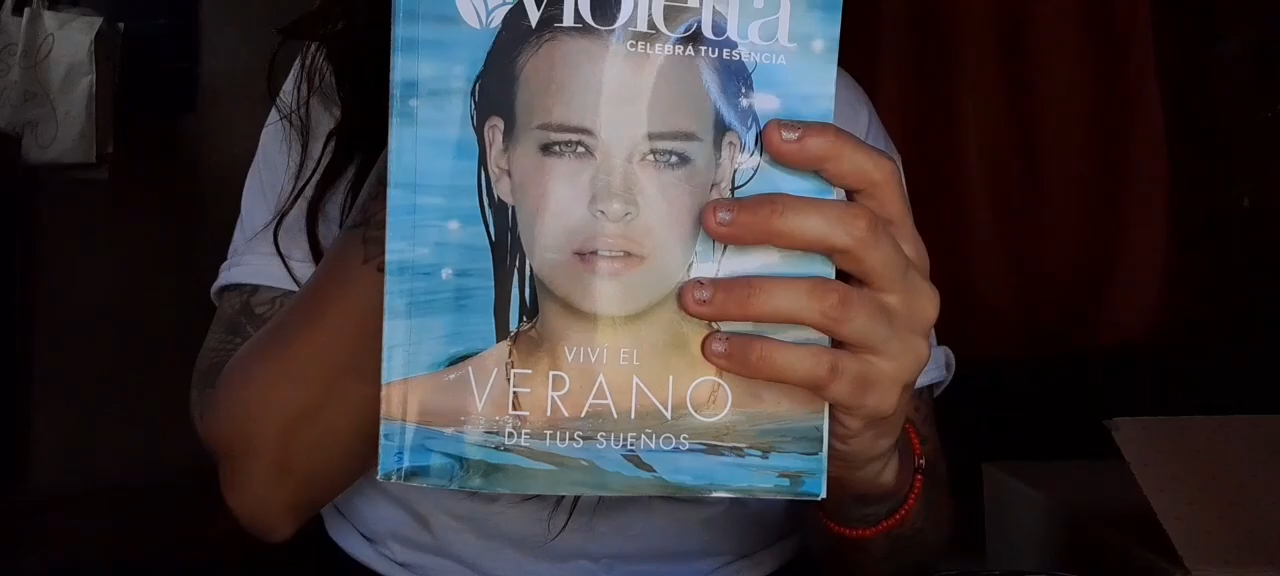 Violetta
CELEBRÁ TU ESENCIA
VIVÍ EL
VERANO
DE TUS SUEÑOS